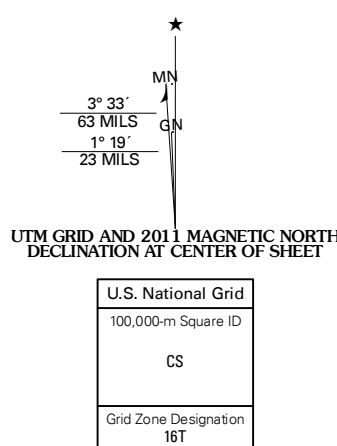 MN
3° 33´
63 MILS
GN
1° 19´
23 MILS
UTM GRID AND 2011 MAGNETIC NORTH
DECLINATION AT CENTER OF SHEET
U.S. National Grid
100,000-m Square ID
CS
Grid Zone Designation
16T